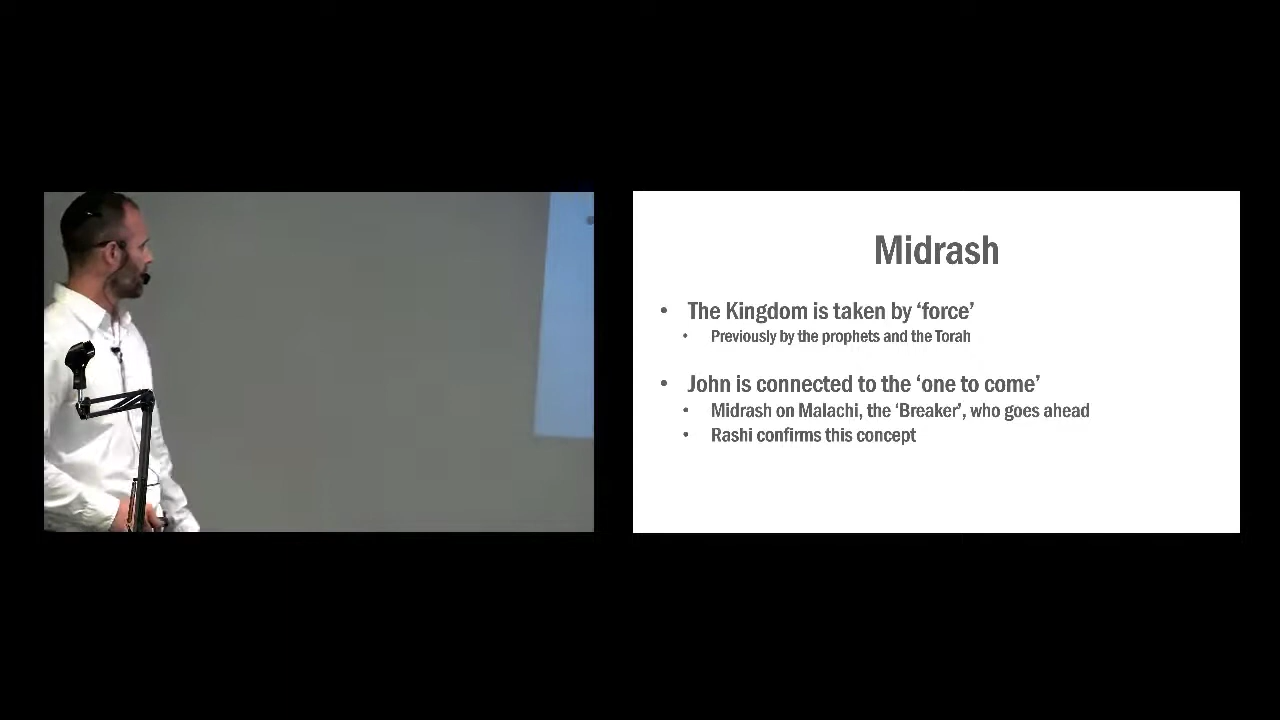 Midrash
• The Kingdom is taken by ‘force’
• Previously by the prophets and the Torah
• John is connected to the ‘one to come’
• Midrash on Malachi, the ‘Breaker’, who goes ahead
• Rashi confirms this concept